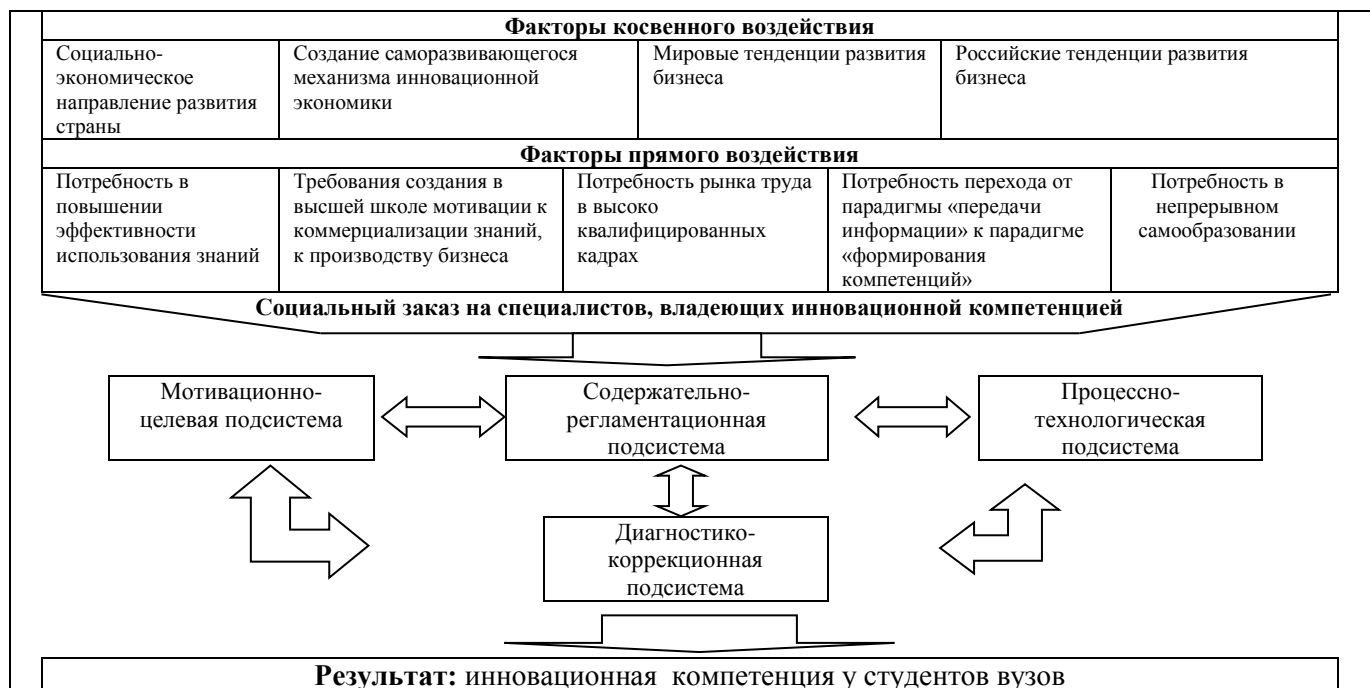 Факторы косвенного воздействия
Социально-
экономическое
направление развития
страны
Создание саморазвивающегося
механизма инновационной
экономики
Мировые тенденции развития
бизнеса
Российские тенденции развития
бизнеса
Факторы прямого воздействия
Потребность в
повышении
эффективности
использования знаний
Требования создания в
высшей школе мотивации к
коммерциализации знаний,
к производству бизнеса
Потребность рынка труда
в высоко
квалифицированных
кадрах
Потребность перехода от
парадигмы «передачи
информации» к парадигме
«формирования
компетенций»
Потребность в
непрерывном
самообразовании
Социальный заказ на специалистов, владеющих инновационной компетенцией
Мотивационно-
целевая подсистема
Содержательно-
регламентационная
подсистема
Процессно-
технологическая
подсистема
Диагностико-
коррекционная
подсистема
Результат: инновационная компетенция у студентов вузов